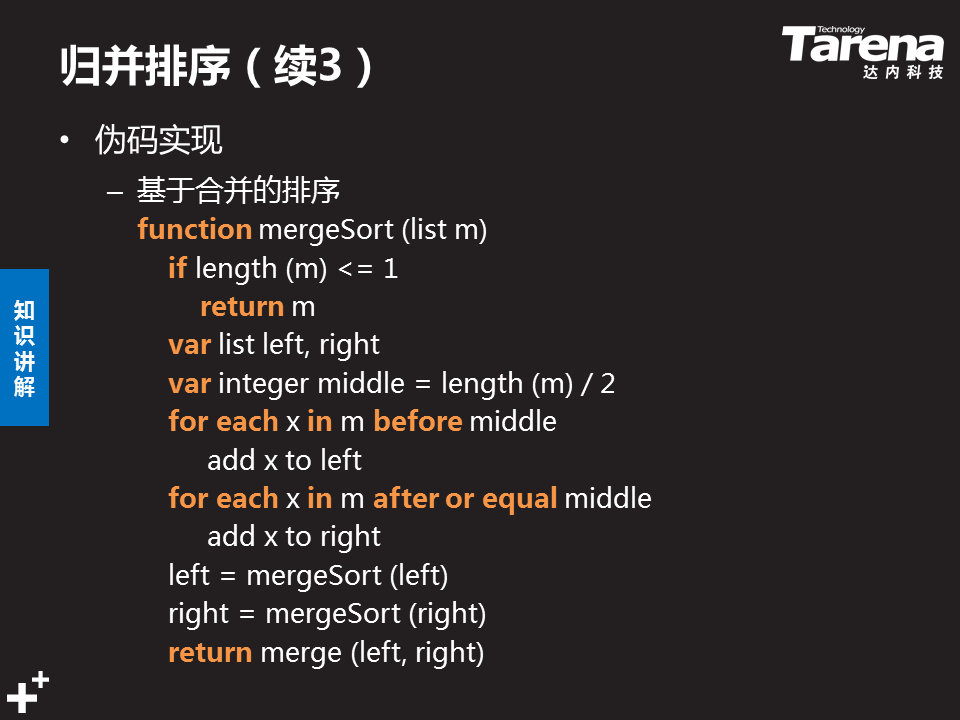 归并排序（续3）
Technology
Tarena
达内科技
• 伪码实现
– 基于合并的排序
function mergeSort (list m)
if length (m) <= 1
return m
var list left, right
var integer middle = length (m) / 2
for each x in m before middle
add x to left
for each x in m after or equal middle
add x to right
left = mergeSort (left)
right = mergeSort (right)
return merge (left, right)
知识讲解